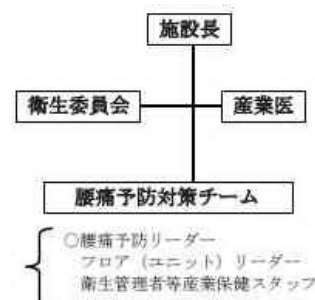 施設長
衛生委員会
産業医
腰痛予防対策チーム
○腰痛予防リーダー
フロア（ユニット）リーダー
衛生管理者等産業保健スタッフ